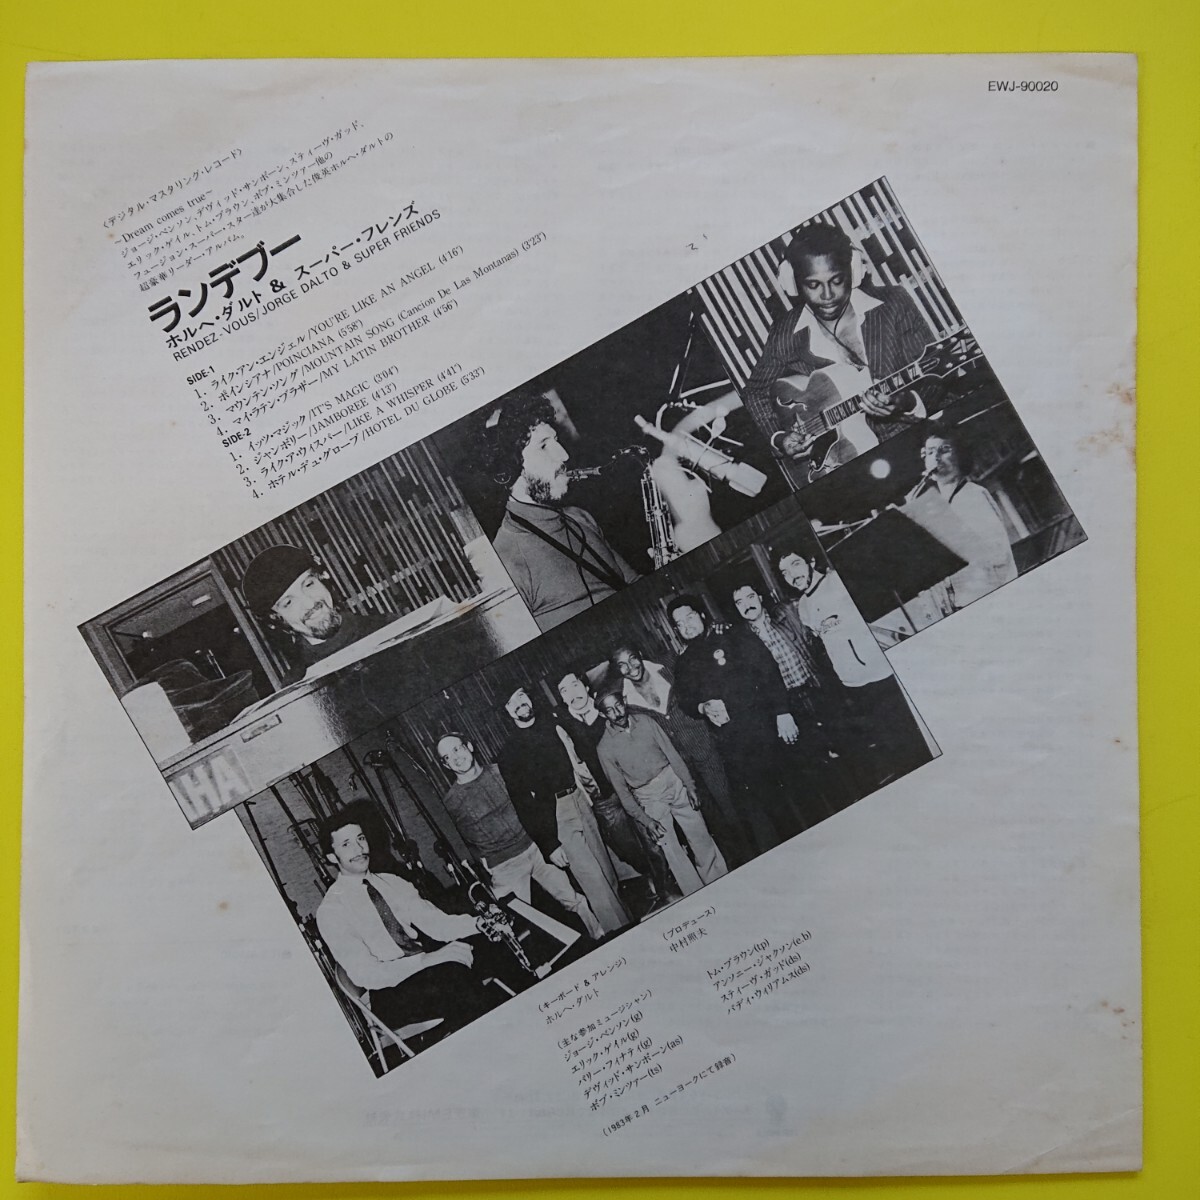 EWJ-90020
(デジタル・マスタリング・レコード)
~Dream comes true~
ジョージ・ベンソン、デヴィッド・サンボーン、スティーヴ・ガッド、
エリック・ゲイル、トム・ブラウン、ボブ・ミンツァー他の
フュージョン・スーパー・スター達が大集合した俊英ホルヘ・ダルトの
超豪華リーダー・アルバム。
ランデブー
ホルヘ・ダルト & スーパー・フレンズ
RENDEZ-VOUS/JORGE DALTO & SUPER FRIENDS
SIDE-1
1. ライク・アン・エンジェル/YOU'RE LIKE AN ANGEL (4'16")
2. ポインシアナ/POINCIANA (5'58")
3. マウンテン・ソング/MOUNTAIN SONG (Cancion De Las Montanas) (3'23")
4. マイ・ラテン・ブラザー/MY LATIN BROTHER (4'56")
SIDE-2
1. イッツ・マジック/IT'S MAGIC (3'04")
2. ジャンボリー/JAMBOREE (4'13")
3. ライク・ア・ウィスパー/LIKE A WHISPER (4'41")
4. ホテル・デュ・グローブ/HOTEL DU GLOBE (5'33")
AHA
(プロデュース)
中村照夫
(キーボード & アレンジ)
ホルヘ・ダルト
(主な参加ミュージシャン)
ジョージ・ベンソン(g)
エリック・ゲイル(g)
バリー・フィナティ(g)
デヴィッド・サンボーン(as)
ボブ・ミンツァー(ts)
トム・ブラウン(tp)
アンソニー・ジャクソン(e.b)
スティーヴ・ガッド(ds)
バディ・ウィリアムス(ds)
(1983年2月 ニューヨークにて録音)